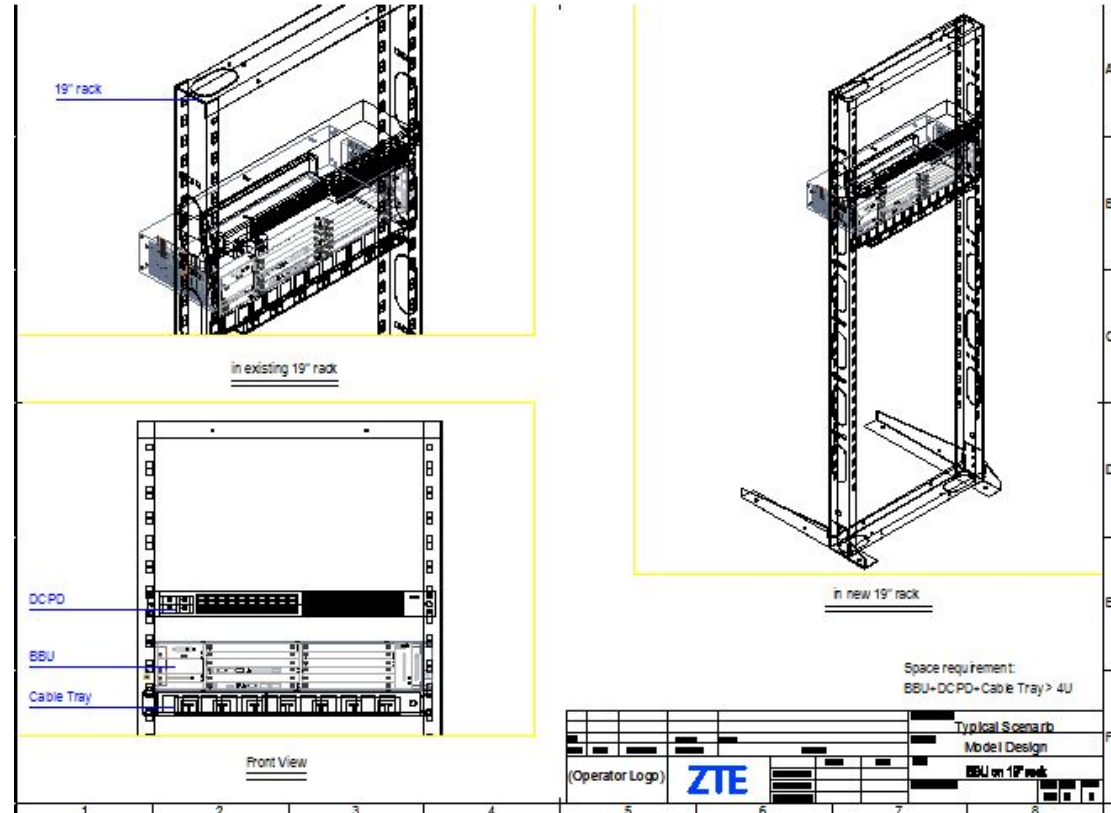 19" rack
in existing 19" rack
DCPD
BBU
Cable Tray
Front View
in new 19" rack
Space requirement:
BBU+DCPD+Cable Tray> 4U
Typical Scenario
Model Design
BBU on 19" rack
(Operator Logo)
ZTE
A
B
C
D
E
F
1
2
3
4
5
6
7
8